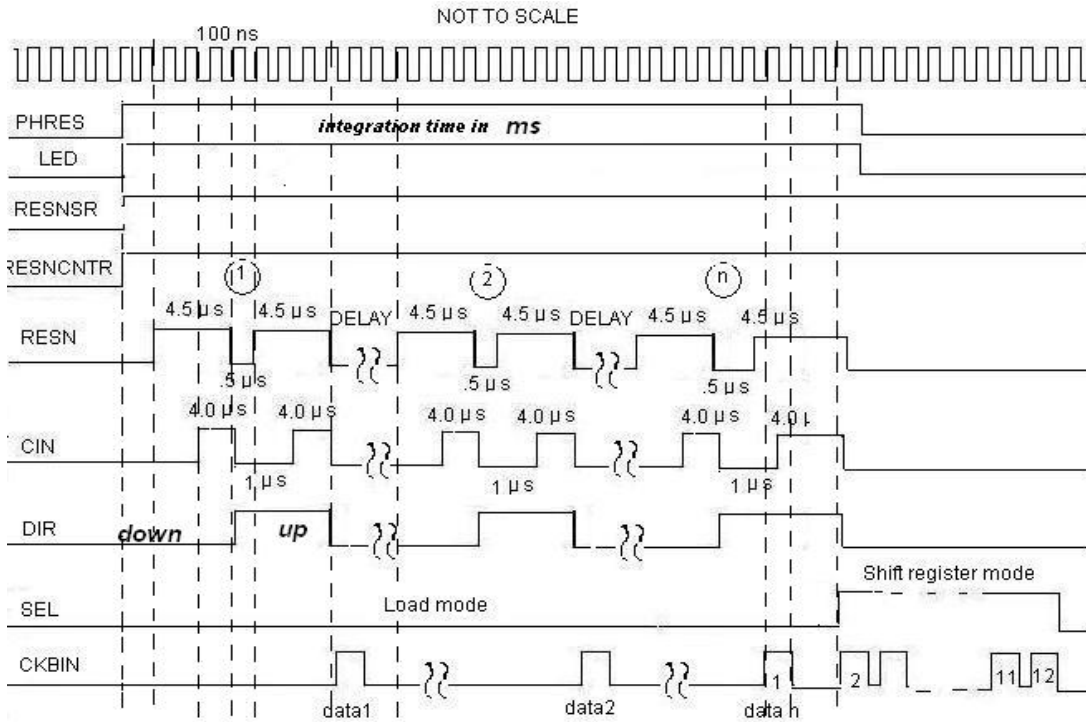 NOT TO SCALE
100 ns
PHRES
integration time in ms
LED
RESNSR
RESNCNTR
1
2
n
4.5 µs 4.5 µs DELAY 4.5 µs 4.5 µs DELAY 4.5 µs 4.5 µs
RESN
.5 µs .5 µs .5 µs
4.0 µs 4.0 µs 4.0 µs 4.0 µs 4.0 µs 4.0 µ
CIN
1 µs 1 µs 1 µs
DIR
down up
Shift register mode
SEL
Load mode
CKBIN
1 2 11 12
data1 data2 data n